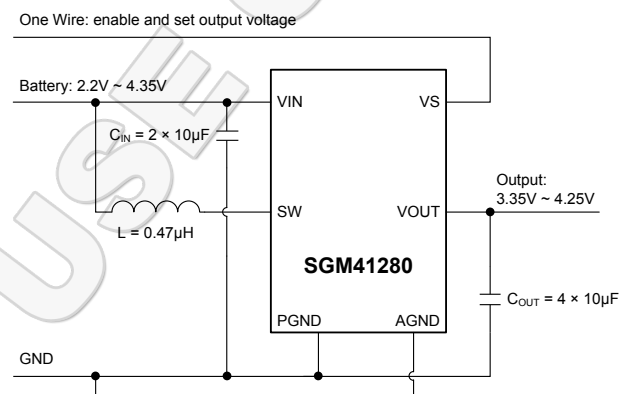 One Wire: enable and set output voltage
Battery: 2.2V ~ 4.35V
VIN
VS
CIN = 2 × 10µF
Output:
3.35V ~ 4.25V
SW
VOUT
L = 0.47µH
SGM41280
COUT = 4 × 10µF
PGND
AGND
GND
USE